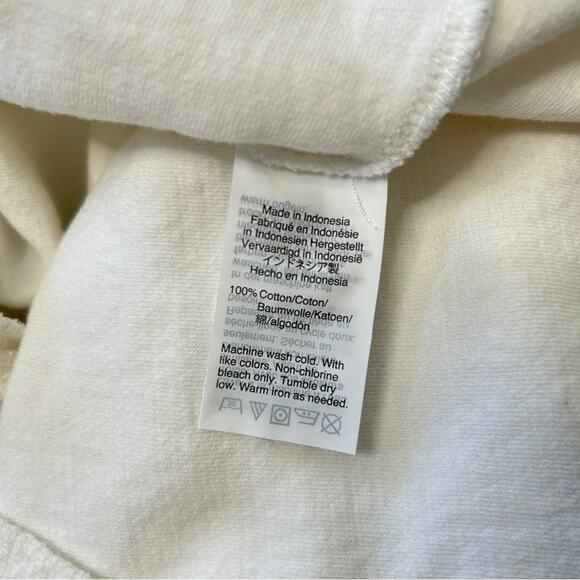 Made in Indonesia
Fabriqué en Indonésie
in Indonesien Hergestellt
Vervaardigd in Indonesië
インドネシア製
Hecho en Indonesia
100% Cotton/Coton/
Baumwolle/Katoen/
綿/algodón
Machine wash cold. With
like colors. Non-chlorine
bleach only. Tumble dry
low. Warm iron as needed.
30